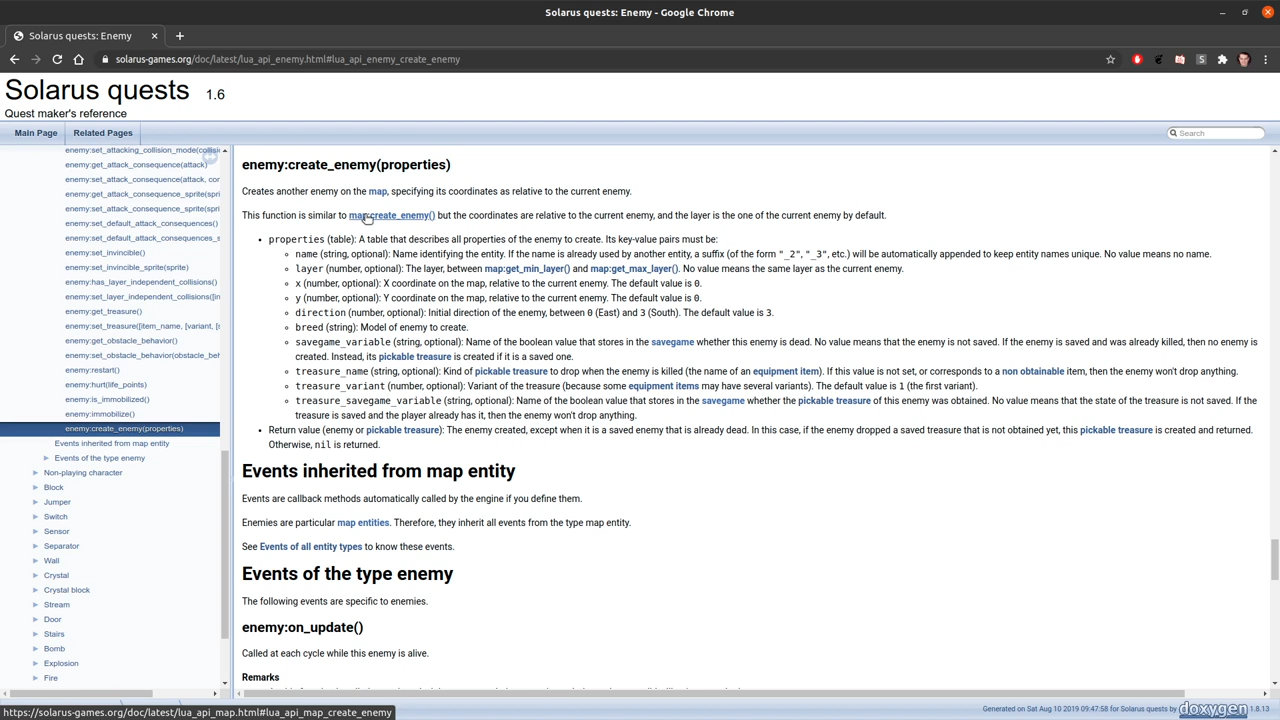 Solarus quests: Enemy - Google Chrome
Solarus quests: Enemy
solarus-games.org/doc/latest/lua_api_enemy.html#lua_api_enemy_create_enemy
Solarus quests 1.6
Quest maker's reference
Main Page
Related Pages
Search
enemy:set_attacking_collision_mode(collisi
enemy:get_attack_consequence(attack)
enemy:set_attack_consequence(attack, con
enemy:get_attack_consequence_sprite(spri
enemy:set_attack_consequence_sprite(spri
enemy:set_default_attack_consequences()
enemy:set_default_attack_consequences_s
enemy:set_invincible()
enemy:set_invincible_sprite(sprite)
enemy:has_layer_independent_collisions()
enemy:set_layer_independent_collisions([in
enemy:get_treasure()
enemy:set_treasure([item_name, [variant, [s
enemy:get_obstacle_behavior()
enemy:set_obstacle_behavior(obstacle_beh
enemy:restart()
enemy:hurt(life_points)
enemy:is_immobilized()
enemy:immobilize()
enemy:create_enemy(properties)
Events inherited from map entity
Events of the type enemy
Non-playing character
Block
Jumper
Switch
Sensor
Separator
Wall
Crystal
Crystal block
Stream
Door
Stairs
Bomb
Explosion
Fire
enemy:create_enemy(properties)
Creates another enemy on the map, specifying its coordinates as relative to the current enemy.
This function is similar to map:create_enemy() but the coordinates are relative to the current enemy, and the layer is the one of the current enemy by default.
• properties (table): A table that describes all properties of the enemy to create. Its key-value pairs must be:
◦ name (string, optional): Name identifying the entity. If the name is already used by another entity, a suffix (of the form "_2", "_3", etc.) will be automatically appended to keep entity names unique. No value means no name.
◦ layer (number, optional): The layer, between map:get_min_layer() and map:get_max_layer(). No value means the same layer as the current enemy.
◦ x (number, optional): X coordinate on the map, relative to the current enemy. The default value is 0.
◦ y (number, optional): Y coordinate on the map, relative to the current enemy. The default value is 0.
◦ direction (number, optional): Initial direction of the enemy, between 0 (East) and 3 (South). The default value is 3.
◦ breed (string): Model of enemy to create.
◦ savegame_variable (string, optional): Name of the boolean value that stores in the savegame whether this enemy is dead. No value means that the enemy is not saved. If the enemy is saved and was already killed, then no enemy is
created. Instead, its pickable treasure is created if it is a saved one.
◦ treasure_name (string, optional): Kind of pickable treasure to drop when the enemy is killed (the name of an equipment item). If this value is not set, or corresponds to a non obtainable item, then the enemy won't drop anything.
◦ treasure_variant (number, optional): Variant of the treasure (because some equipment items may have several variants). The default value is 1 (the first variant).
◦ treasure_savegame_variable (string, optional): Name of the boolean value that stores in the savegame whether the pickable treasure of this enemy was obtained. No value means that the state of the treasure is not saved. If the
treasure is saved and the player already has it, then the enemy won't drop anything.
• Return value (enemy or pickable treasure): The enemy created, except when it is a saved enemy that is already dead. In this case, if the enemy dropped a saved treasure that is not obtained yet, this pickable treasure is created and returned.
Otherwise, nil is returned.
Events inherited from map entity
Events are callback methods automatically called by the engine if you define them.
Enemies are particular map entities. Therefore, they inherit all events from the type map entity.
See Events of all entity types to know these events.
Events of the type enemy
The following events are specific to enemies.
enemy:on_update()
Called at each cycle while this enemy is alive.
Remarks
https://solarus-games.org/doc/latest/lua_api_map.html#lua_api_map_create_enemy
Generated on Sat Aug 10 2019 09:47:58 for Solarus quests by doxygen 1.8.13